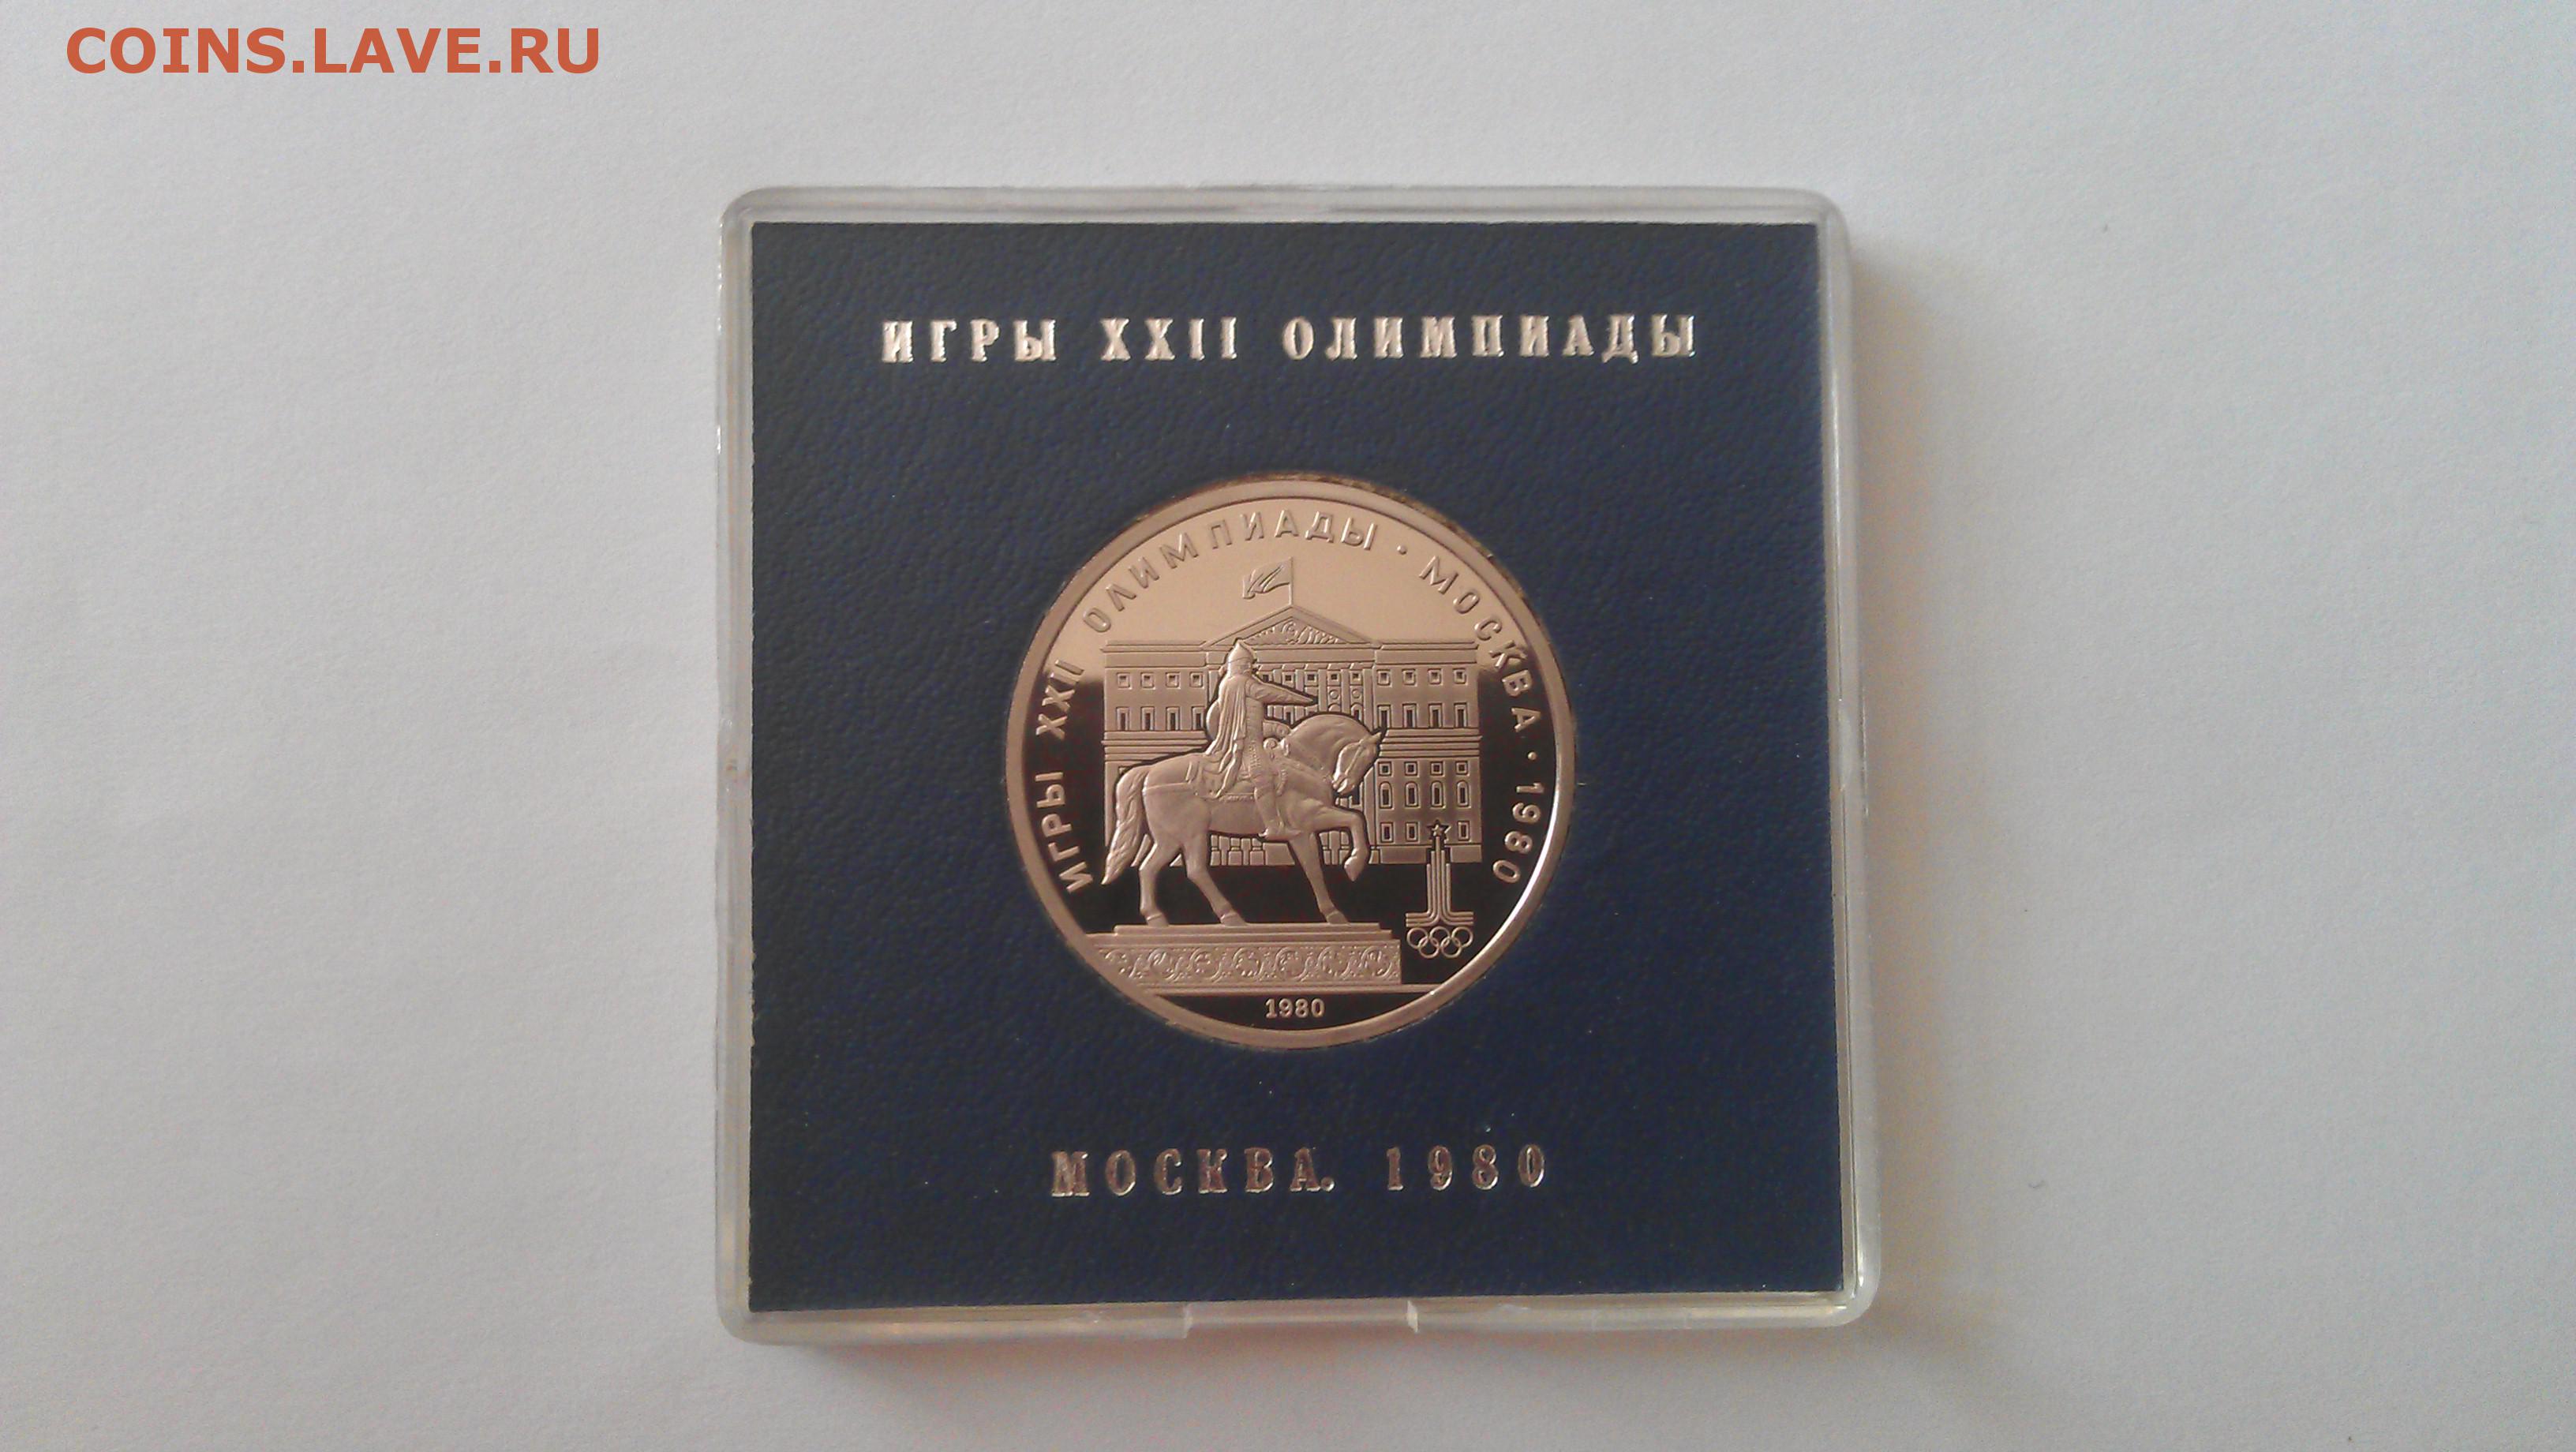 COINS.LAVE.RU
ИГРЫ XXII ОЛИМПИАДЫ
ИГРЫ XXII ОЛИМПИАДЫ · МОСКВА · 1980
1980
МОСКВА. 1980